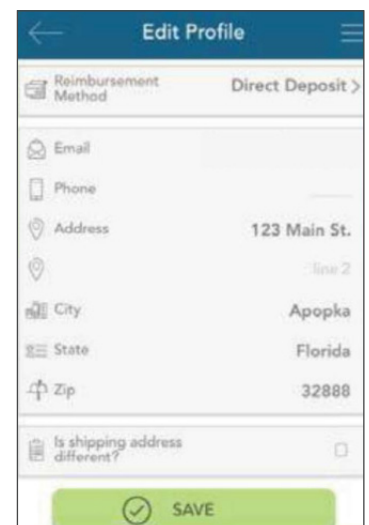 Edit Profile
Reimbursement Method Direct Deposit >
Email
Phone
Address 123 Main St.
line 2
City Apopka
State Florida
Zip 32888
Is shipping address different?
SAVE